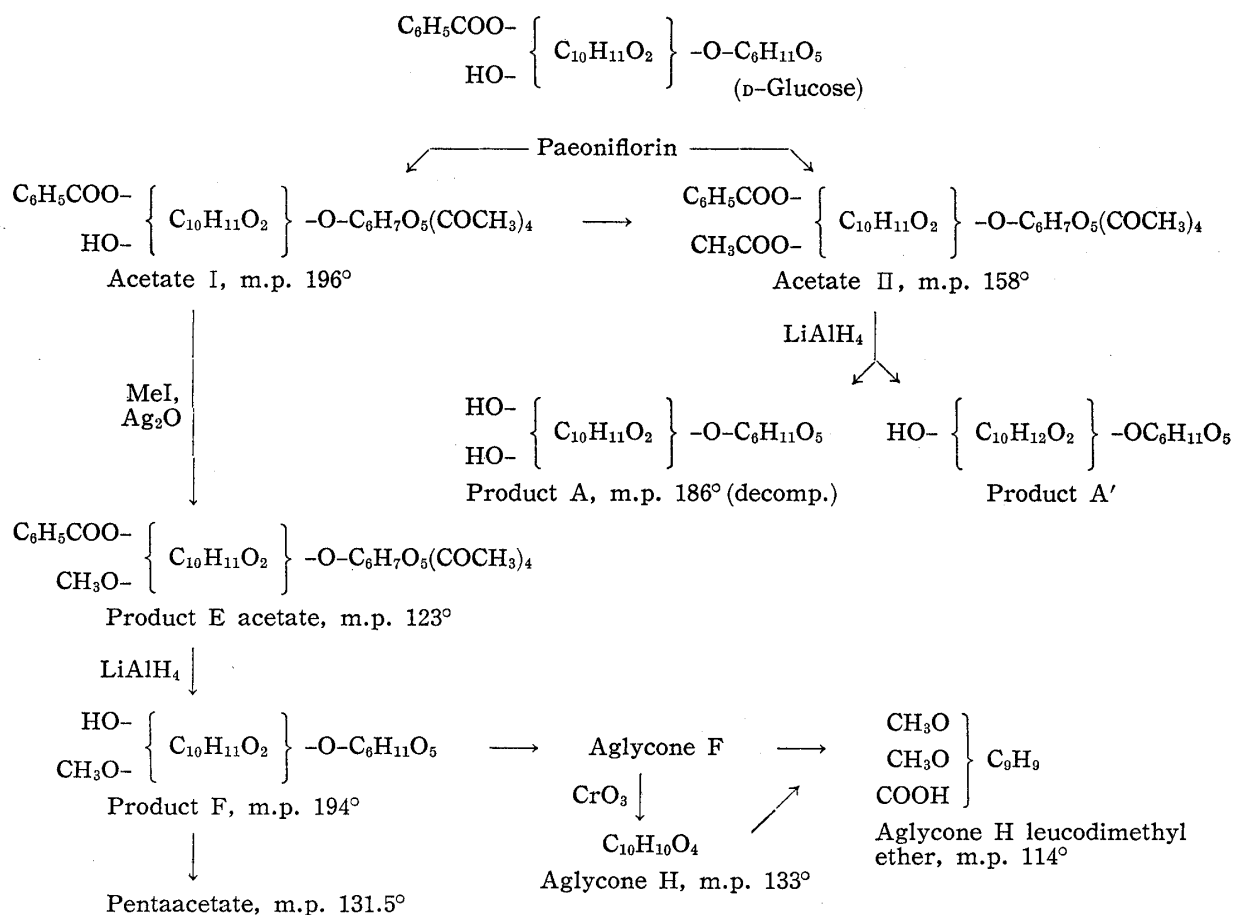 C₆H₅COO–
HO–
{ C₁₀H₁₁O₂ } –O–C₆H₁₁O₅
(D-Glucose)
Paeoniflorin
C₆H₅COO–
HO–
{ C₁₀H₁₁O₂ } –O–C₆H₇O₅(COCH₃)₄
Acetate I, m.p. 196°
C₆H₅COO–
CH₃COO–
{ C₁₀H₁₁O₂ } –O–C₆H₇O₅(COCH₃)₄
Acetate II, m.p. 158°
LiAlH₄
HO–
HO–
{ C₁₀H₁₁O₂ } –O–C₆H₁₁O₅
Product A, m.p. 186° (decomp.)
HO– { C₁₀H₁₂O₂ } –OC₆H₁₁O₅
Product A′
MeI,
Ag₂O
C₆H₅COO–
CH₃O–
{ C₁₀H₁₁O₂ } –O–C₆H₇O₅(COCH₃)₄
Product E acetate, m.p. 123°
LiAlH₄
HO–
CH₃O–
{ C₁₀H₁₁O₂ } –O–C₆H₁₁O₅
Product F, m.p. 194°
Pentaacetate, m.p. 131.5°
Aglycone F
CrO₃
C₁₀H₁₀O₄
Aglycone H, m.p. 133°
CH₃O
CH₃O
COOH
} C₉H₉
Aglycone H leucodimethyl
ether, m.p. 114°